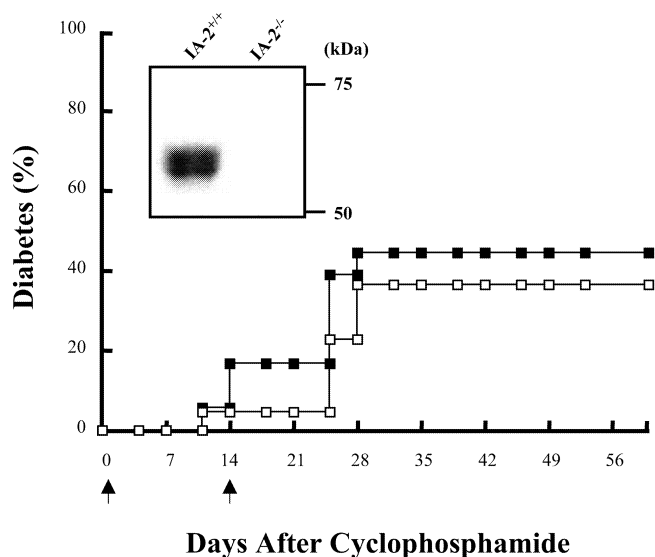 IA-2+/+ IA-2-/-
(kDa)
75
50
Diabetes (%)
100
80
60
40
20
0
0 7 14 21 28 35 42 49 56
Days After Cyclophosphamide